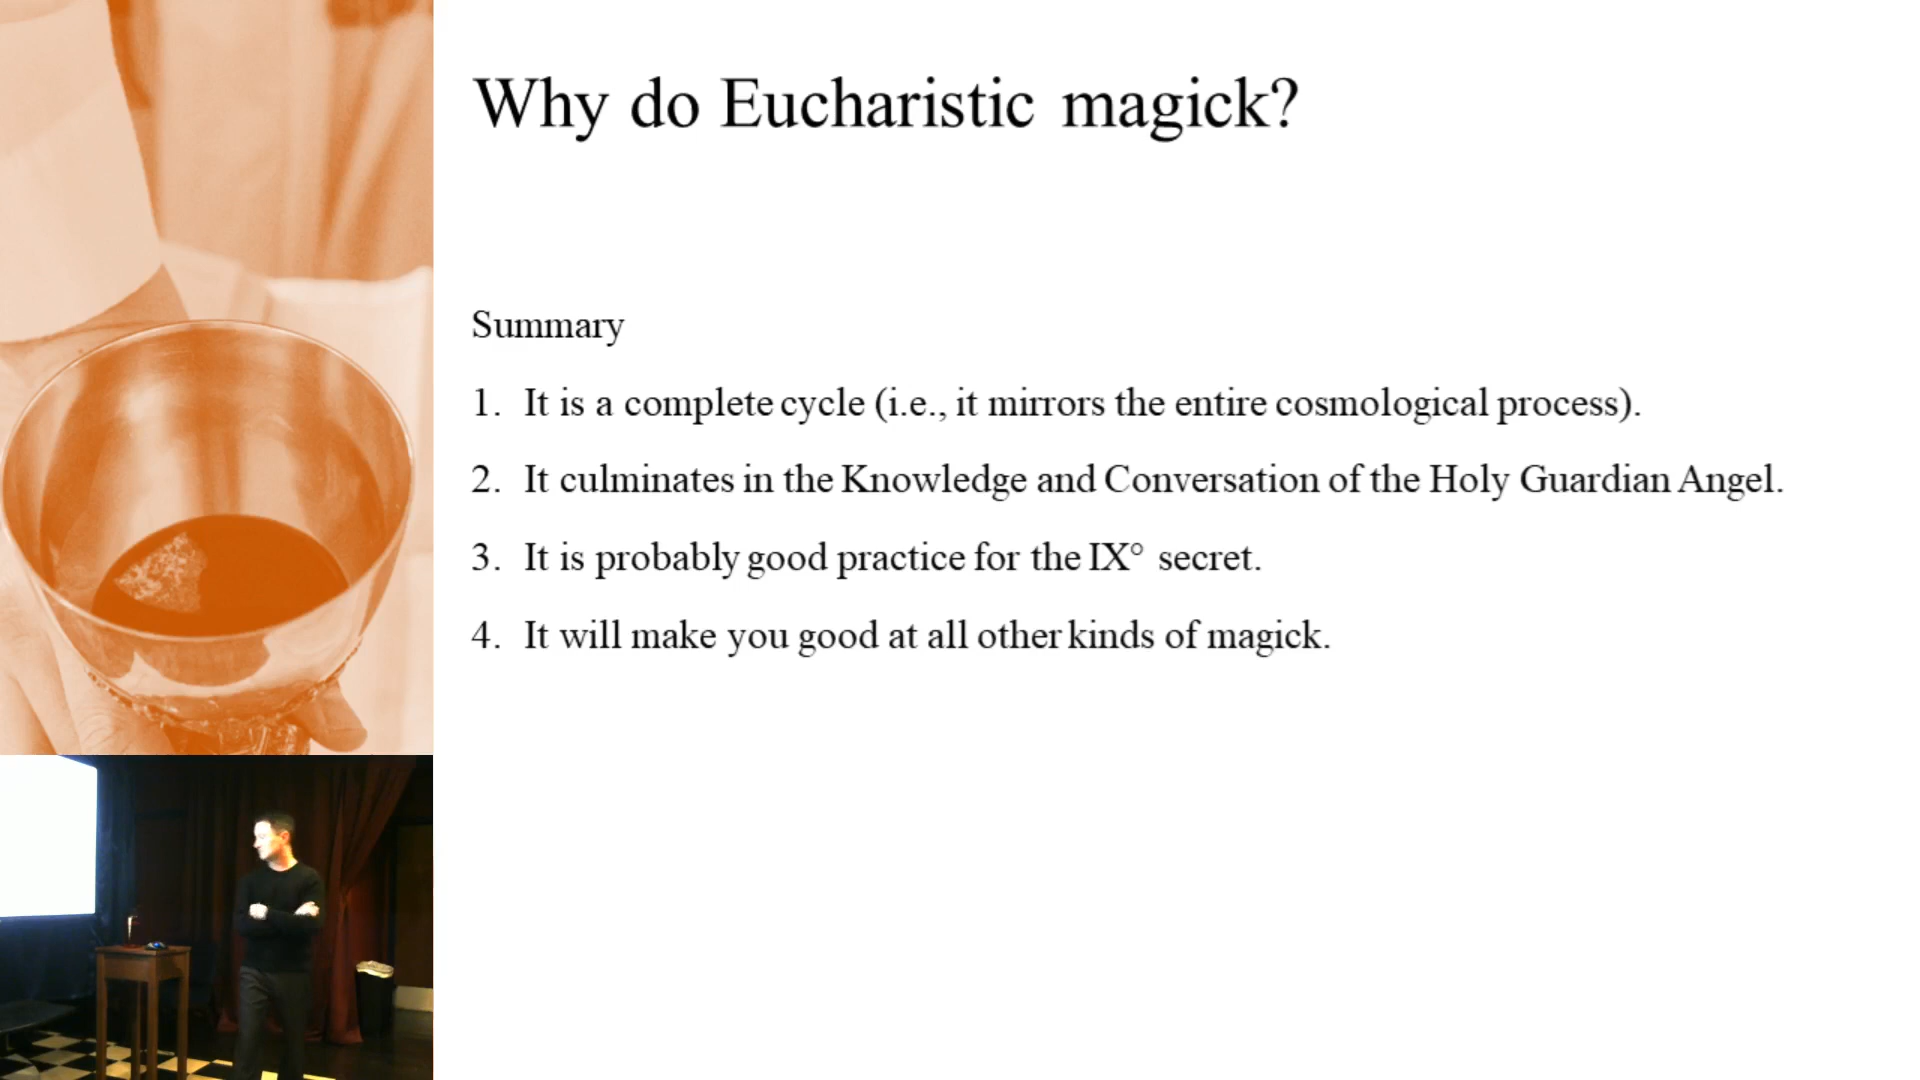 Why do Eucharistic magick?
Summary
1. It is a complete cycle (i.e., it mirrors the entire cosmological process).
2. It culminates in the Knowledge and Conversation of the Holy Guardian Angel.
3. It is probably good practice for the IX° secret.
4. It will make you good at all other kinds of magick.